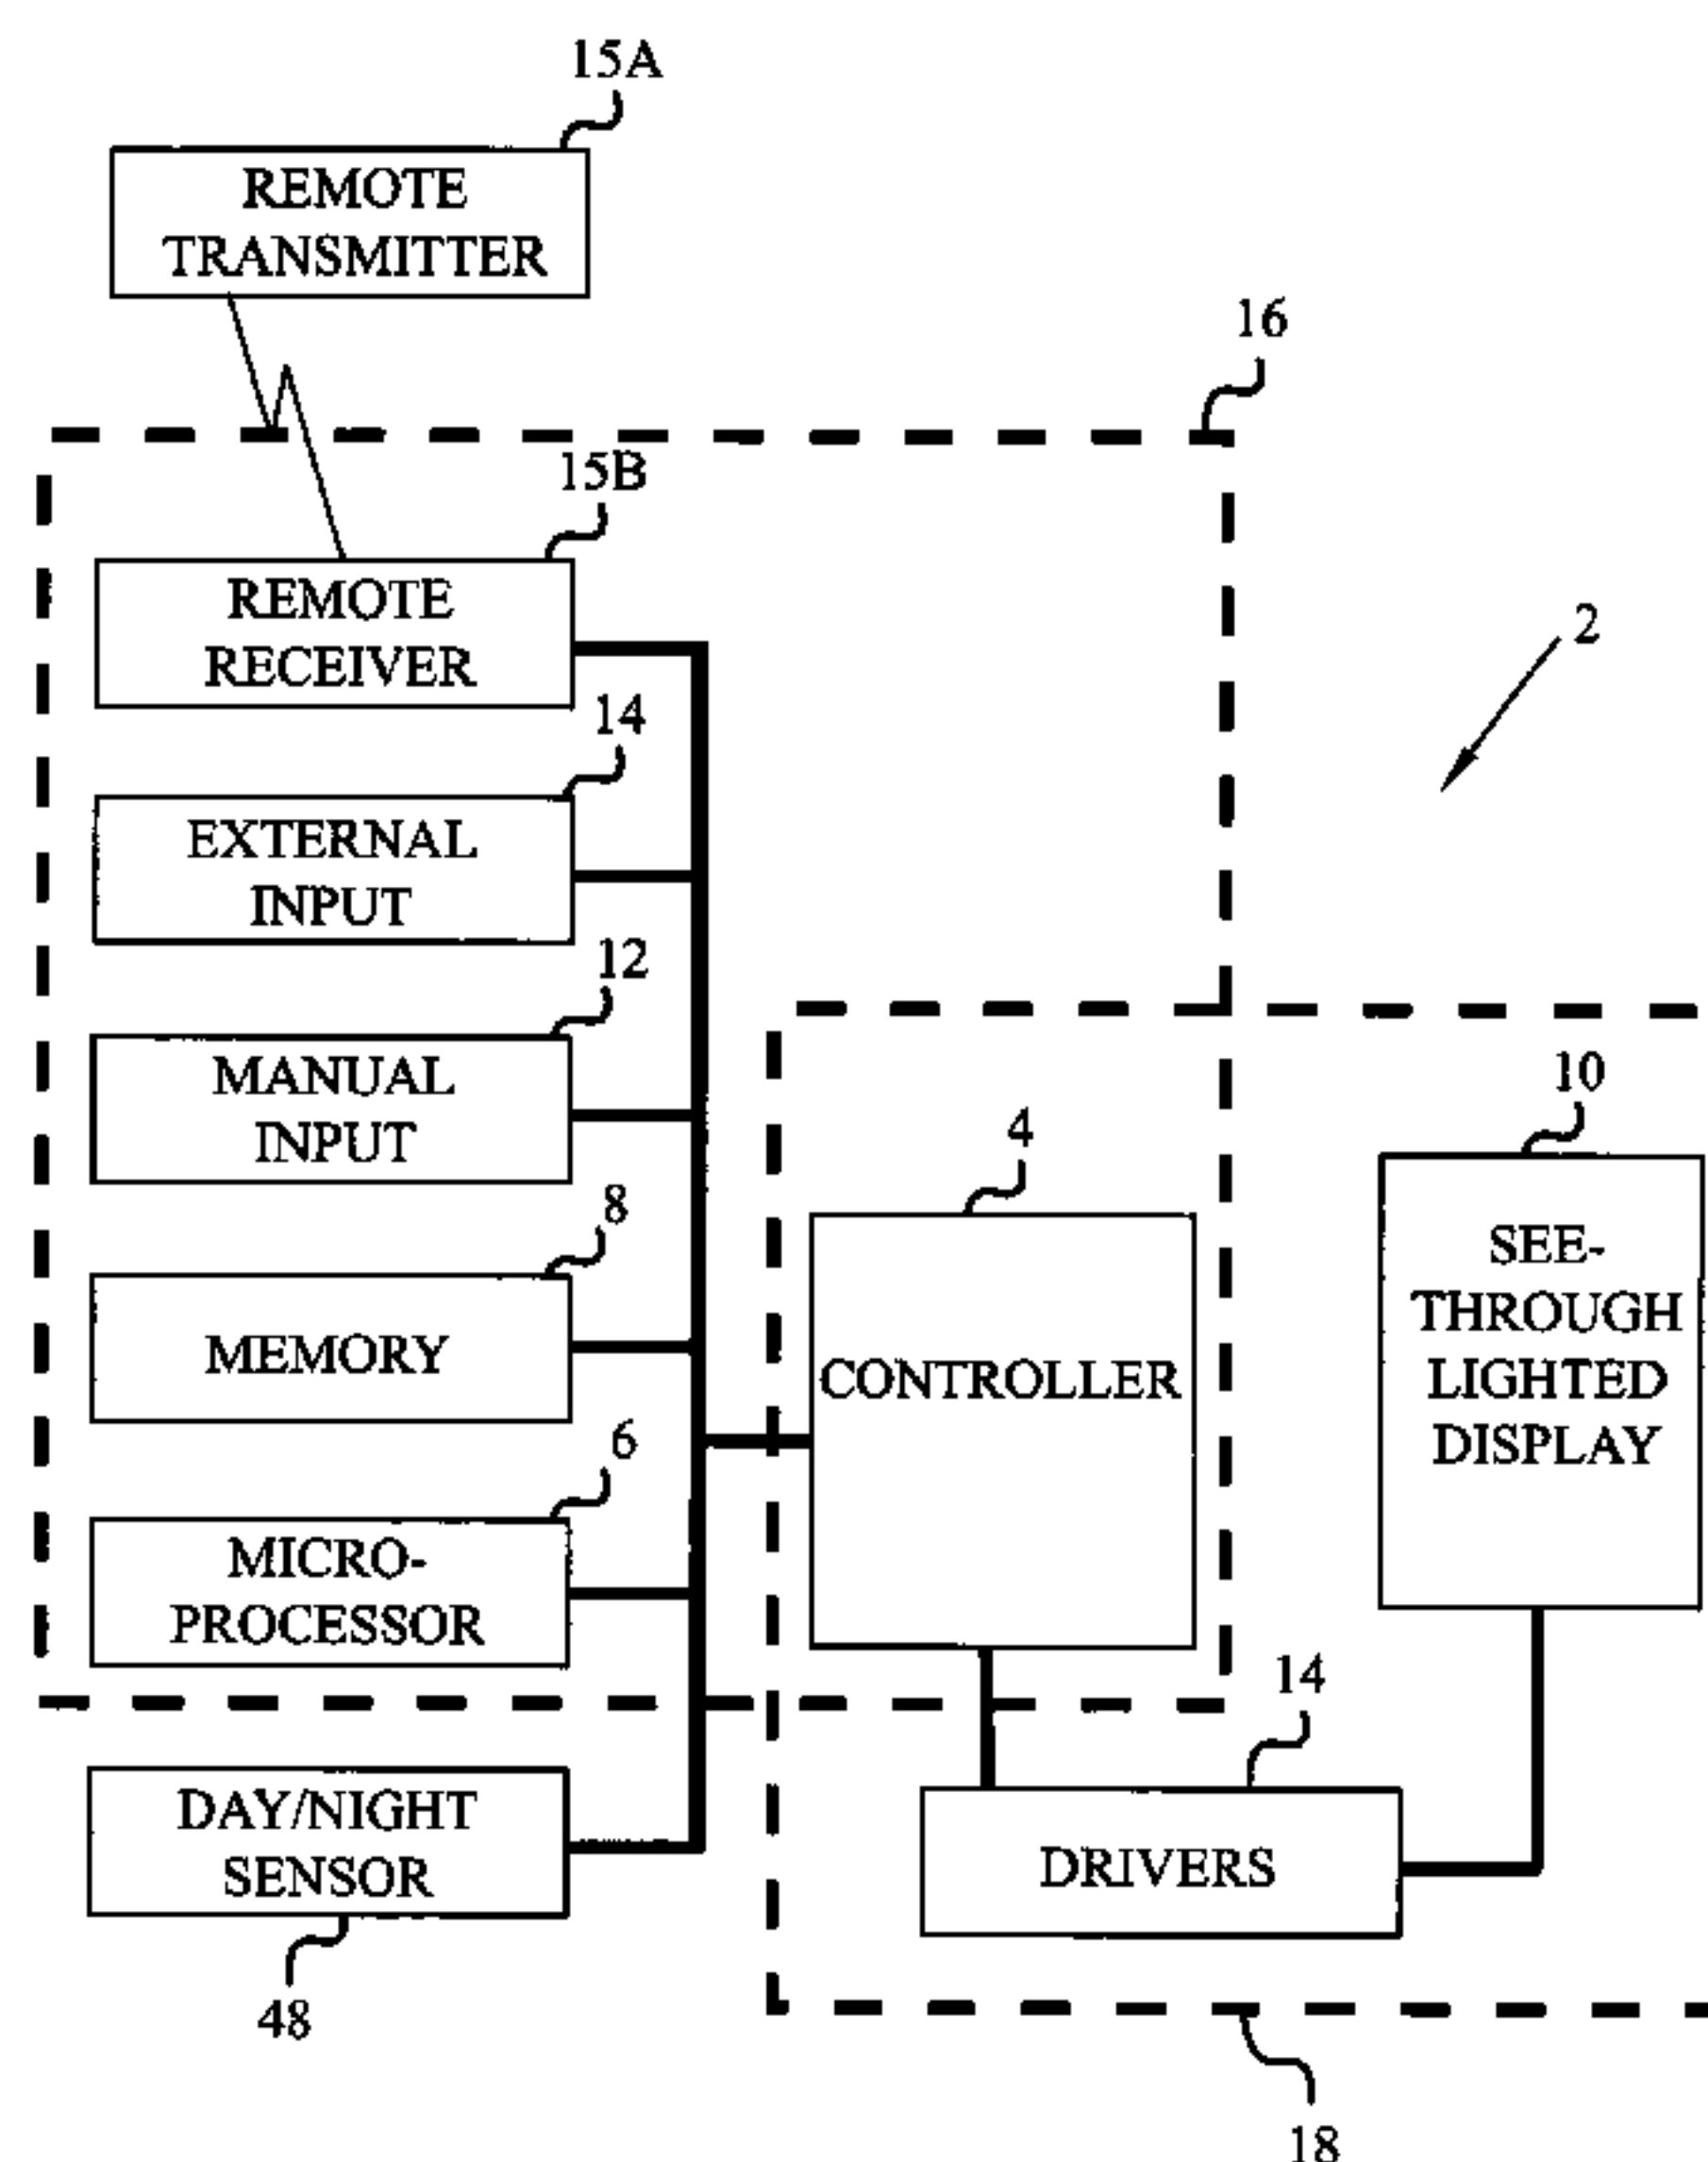 15A
REMOTE
TRANSMITTER
16
15B
REMOTE
RECEIVER
2
14
EXTERNAL
INPUT
12
MANUAL
INPUT
10
SEE-
THROUGH
LIGHTED
DISPLAY
4
CONTROLLER
8
MEMORY
6
MICRO-
PROCESSOR
14
DRIVERS
DAY/NIGHT
SENSOR
48
18